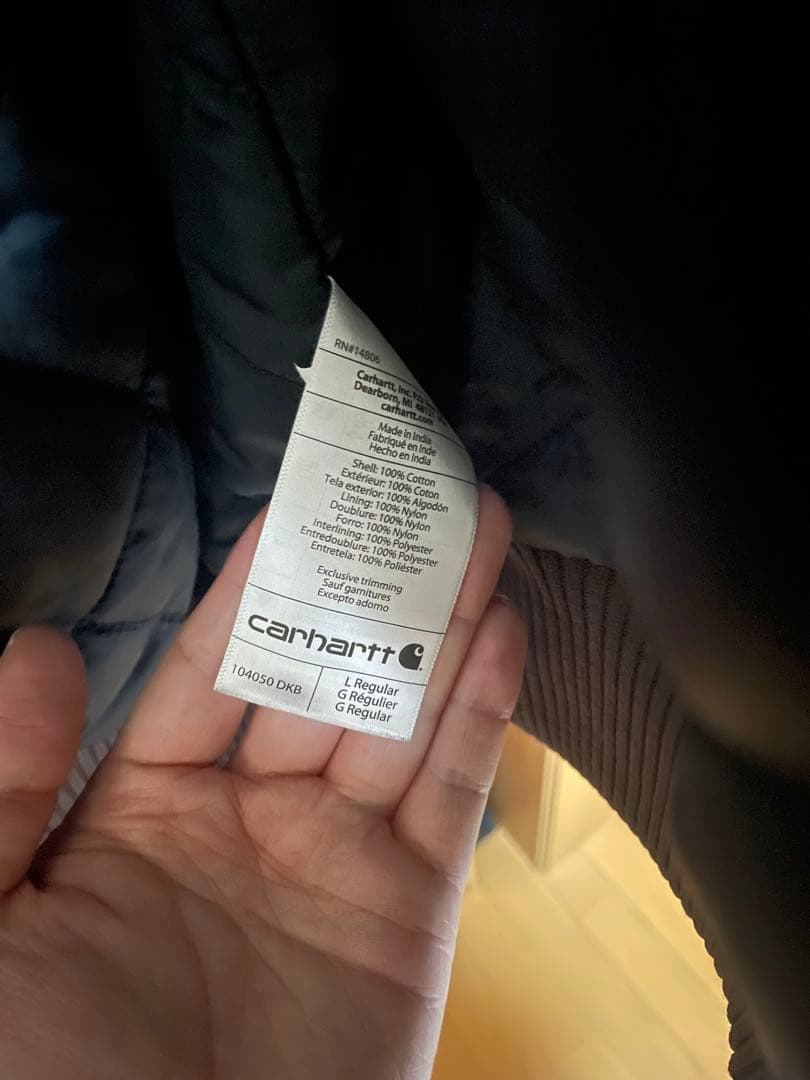 RN#14806
Carhartt, Inc. P.O.
Dearborn, MI 48121
carhartt.com
Made in India
Fabriqué en Inde
Hecho en India
Shell: 100% Cotton
Extérieur: 100% Coton
Tela exterior: 100% Algodón
Lining: 100% Nylon
Doublure: 100% Nylon
Forro: 100% Nylon
Interlining: 100% Polyester
Entredoublure: 100% Polyester
Entretela: 100% Poliéster
Exclusive trimming
Sauf garnitures
Excepto adorno
carhartt
104050 DKB
L Regular
G Régulier
G Regular